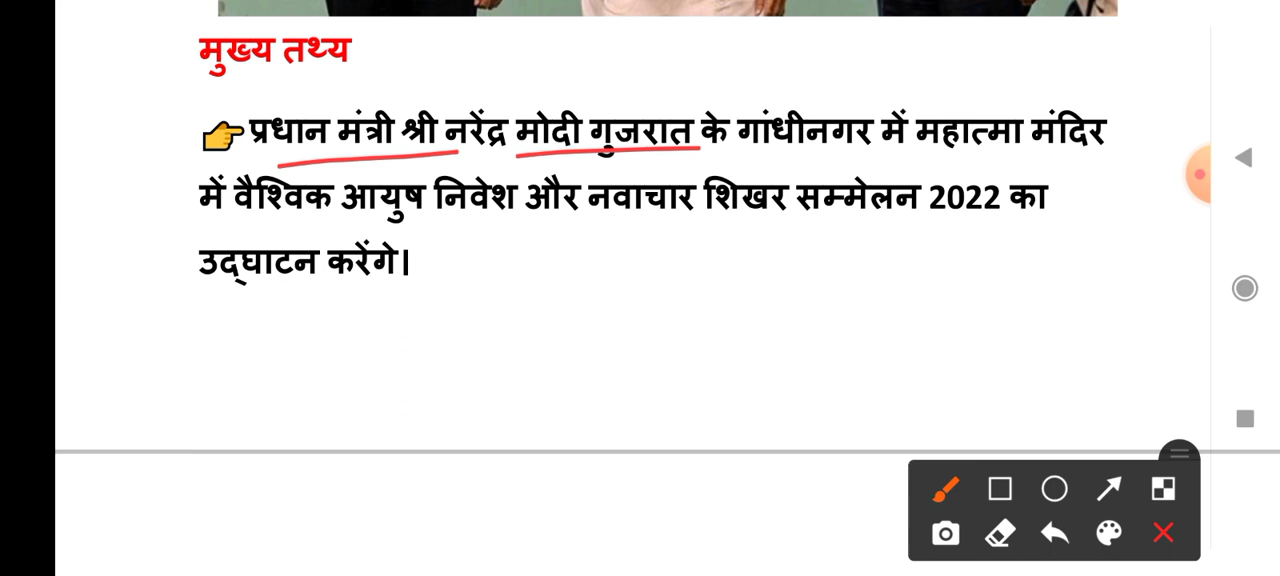 मुख्य तथ्य
👉प्रधान मंत्री श्री नरेंद्र मोदी गुजरात के गांधीनगर में महात्मा मंदिर
में वैश्विक आयुष निवेश और नवाचार शिखर सम्मेलन 2022 का
उद्घाटन करेंगे।